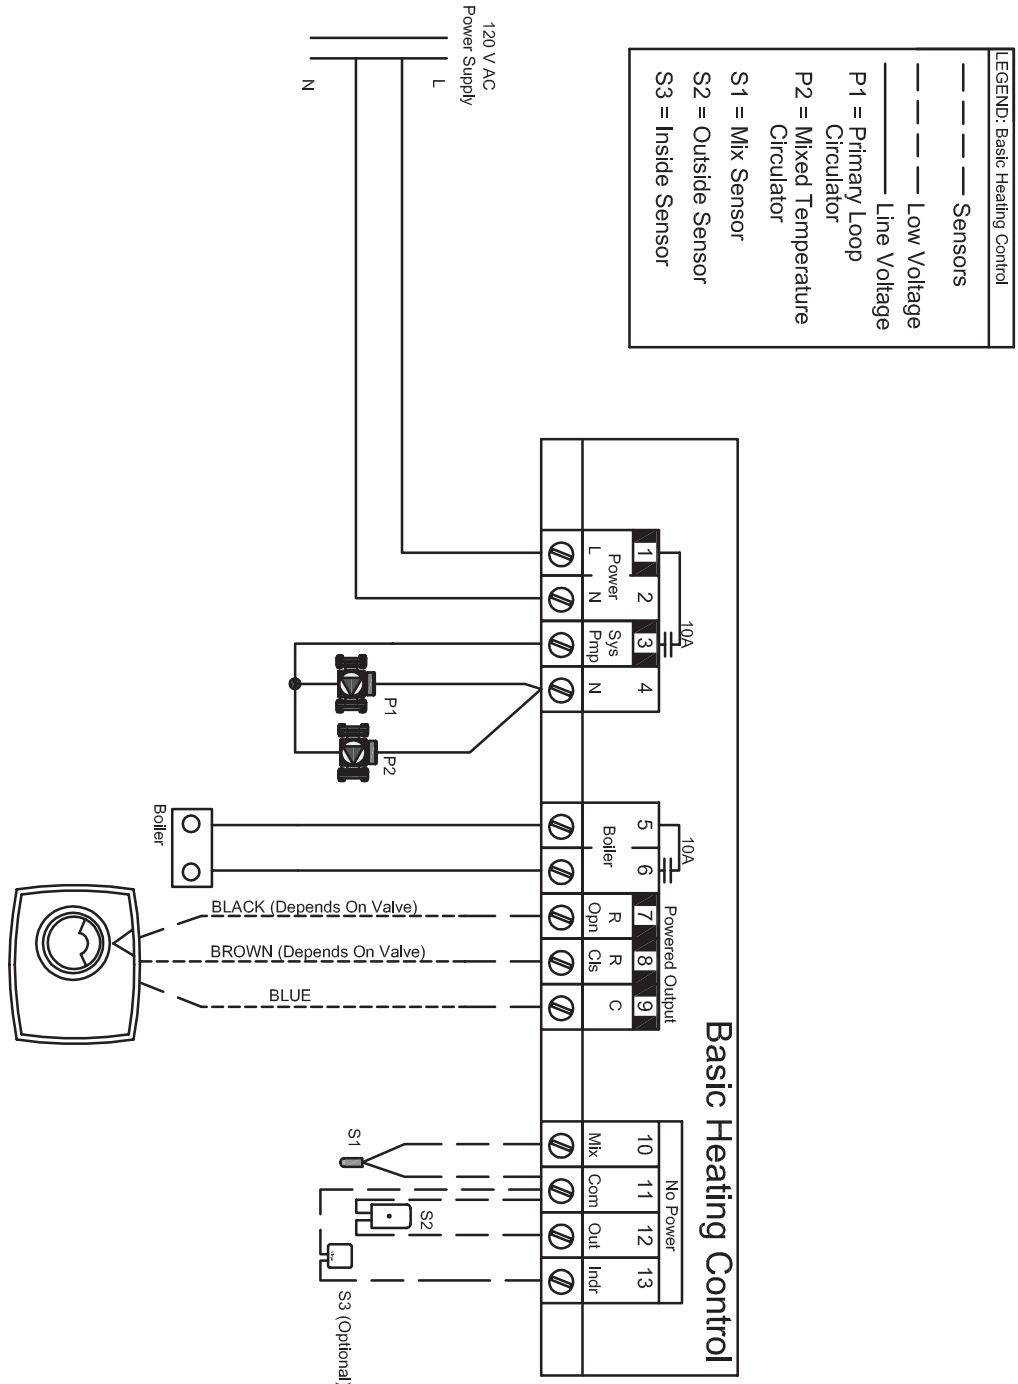 LEGEND: Basic Heating Control
Sensors
Low Voltage
Line Voltage
P1 = Primary Loop
Circulator
P2 = Mixed Temperature
Circulator
S1 = Mix Sensor
S2 = Outside Sensor
S3 = Inside Sensor
120 V AC
Power Supply
L
N
Basic Heating Control
10A
10A
Powered Output
No Power
1 2 3 4 5 6 7 8 9 10 11 12 13
Power
L N
Sys
Pmp
N
Boiler
R
Opn
R
Cls
C
Mix
Com
Out
Indr
P1
P2
Boiler
BLACK (Depends On Valve)
BROWN (Depends On Valve)
BLUE
S1
S2
S3 (Optional)